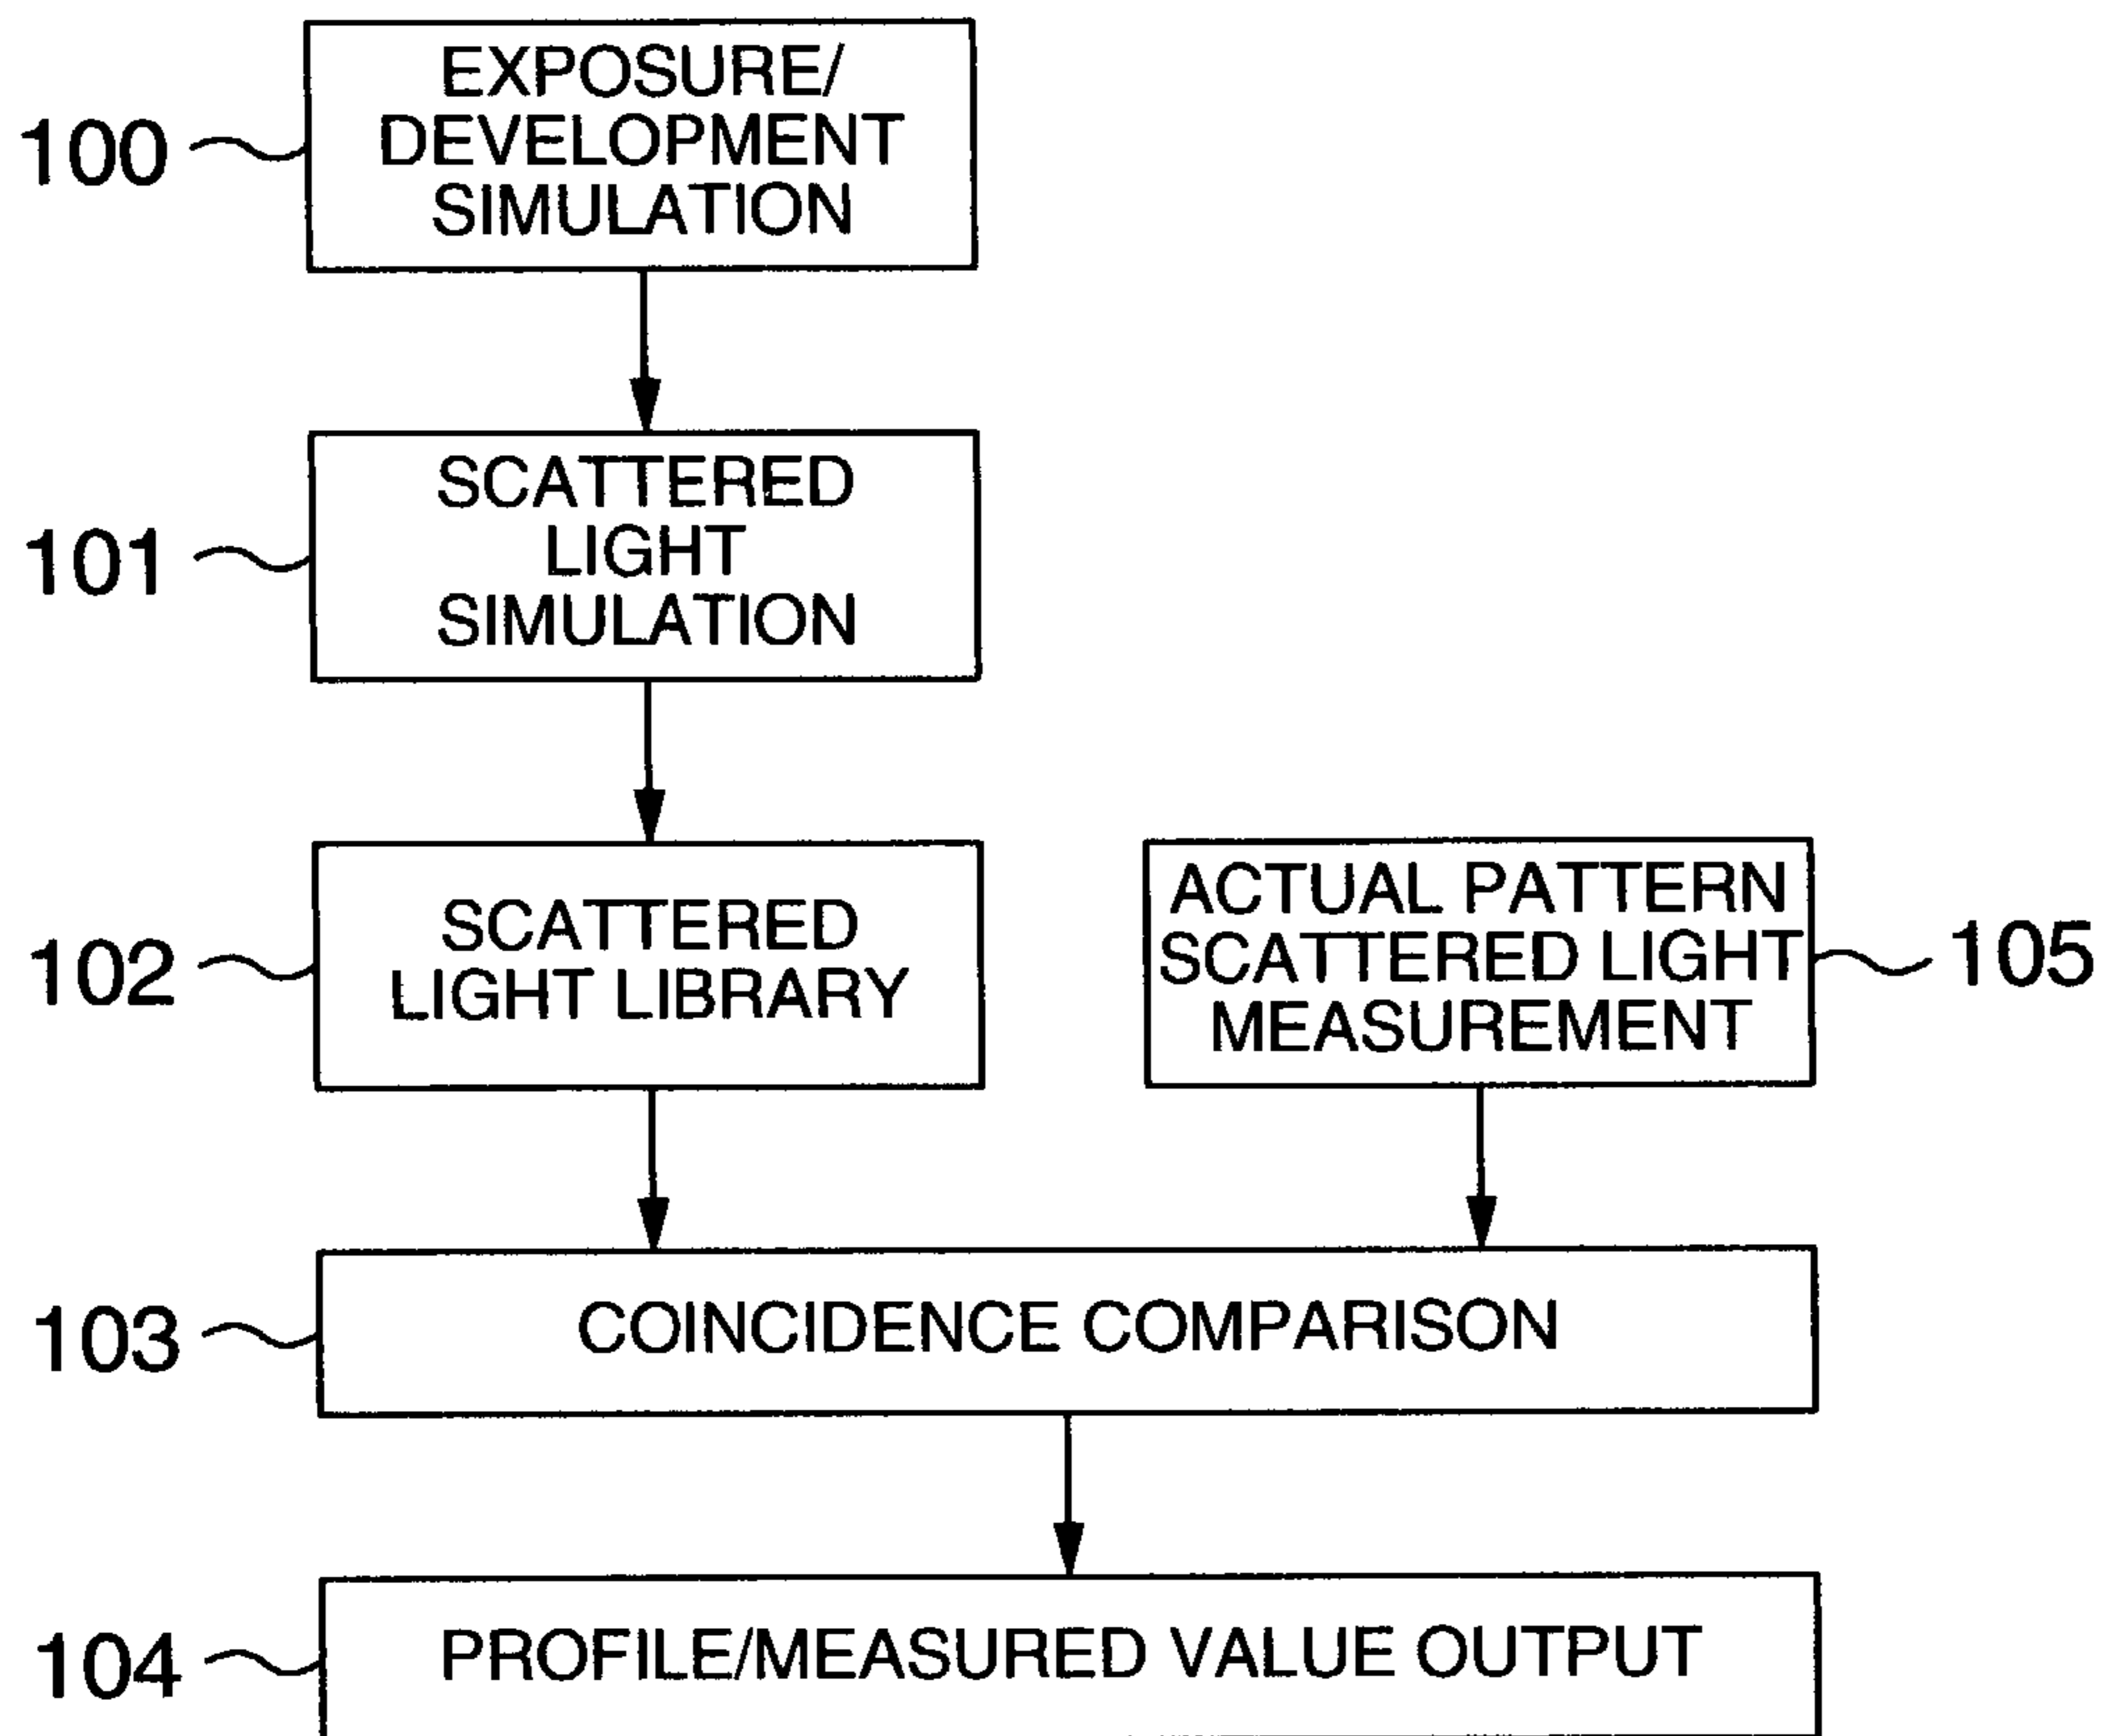 EXPOSURE/
DEVELOPMENT
SIMULATION
100
SCATTERED
LIGHT
SIMULATION
101
SCATTERED
LIGHT LIBRARY
102
ACTUAL PATTERN
SCATTERED LIGHT
MEASUREMENT
105
COINCIDENCE COMPARISON
103
PROFILE/MEASURED VALUE OUTPUT
104